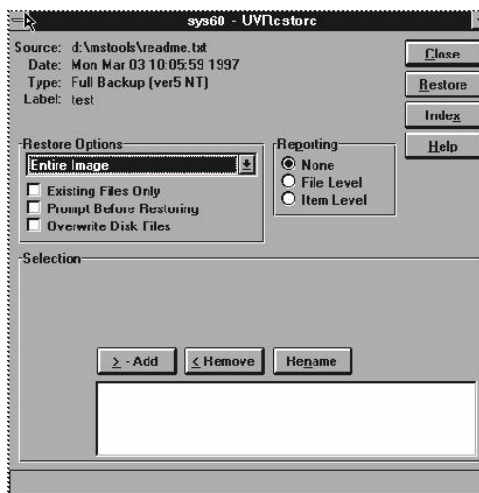 sys60 - UVRestore
Source: d:\mstools\readme.txt
Date: Mon Mar 03 10:05:59 1997
Type: Full Backup (ver5 NT)
Label: test
Close
Restore
Index
Help
Restore Options
Entire Image
Existing Files Only
Prompt Before Restoring
Overwrite Disk Files
Reporting
None
File Level
Item Level
Selection
> - Add
< Remove
Rename